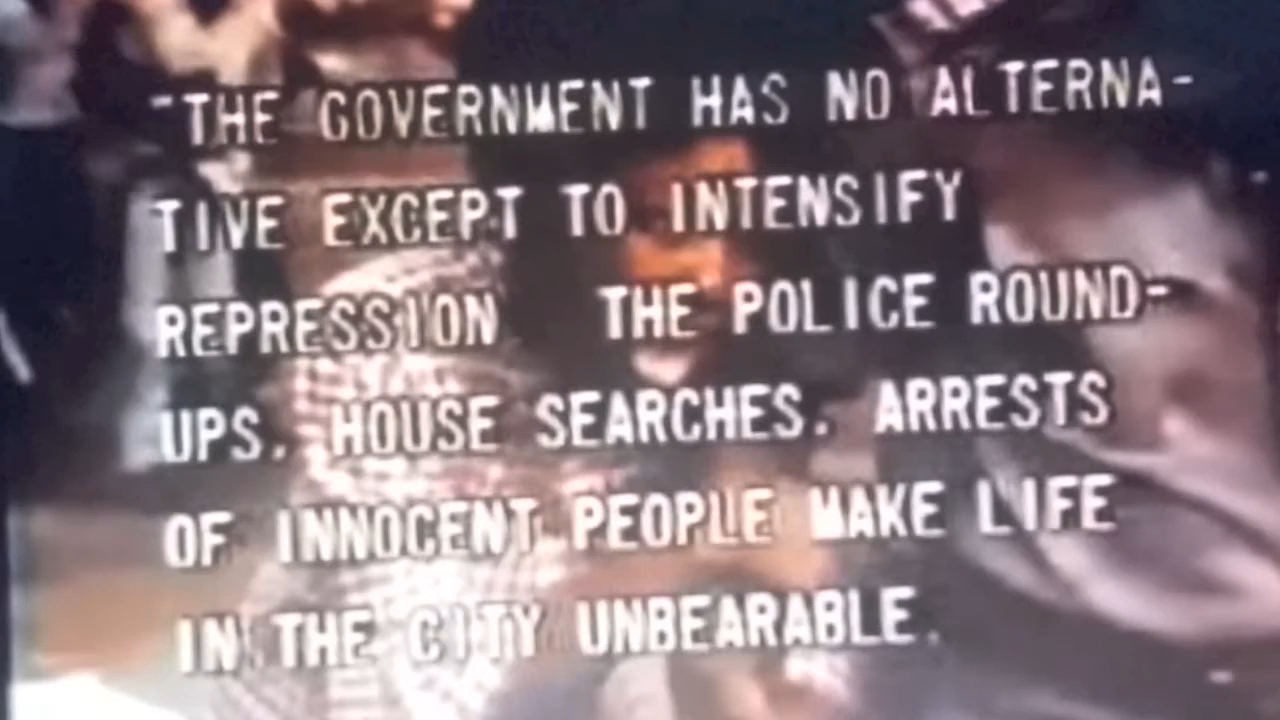 "THE GOVERNMENT HAS NO ALTERNA-
TIVE EXCEPT TO INTENSIFY
REPRESSION THE POLICE ROUND-
UPS, HOUSE SEARCHES, ARRESTS
OF INNOCENT PEOPLE MAKE LIFE
IN THE CITY UNBEARABLE.